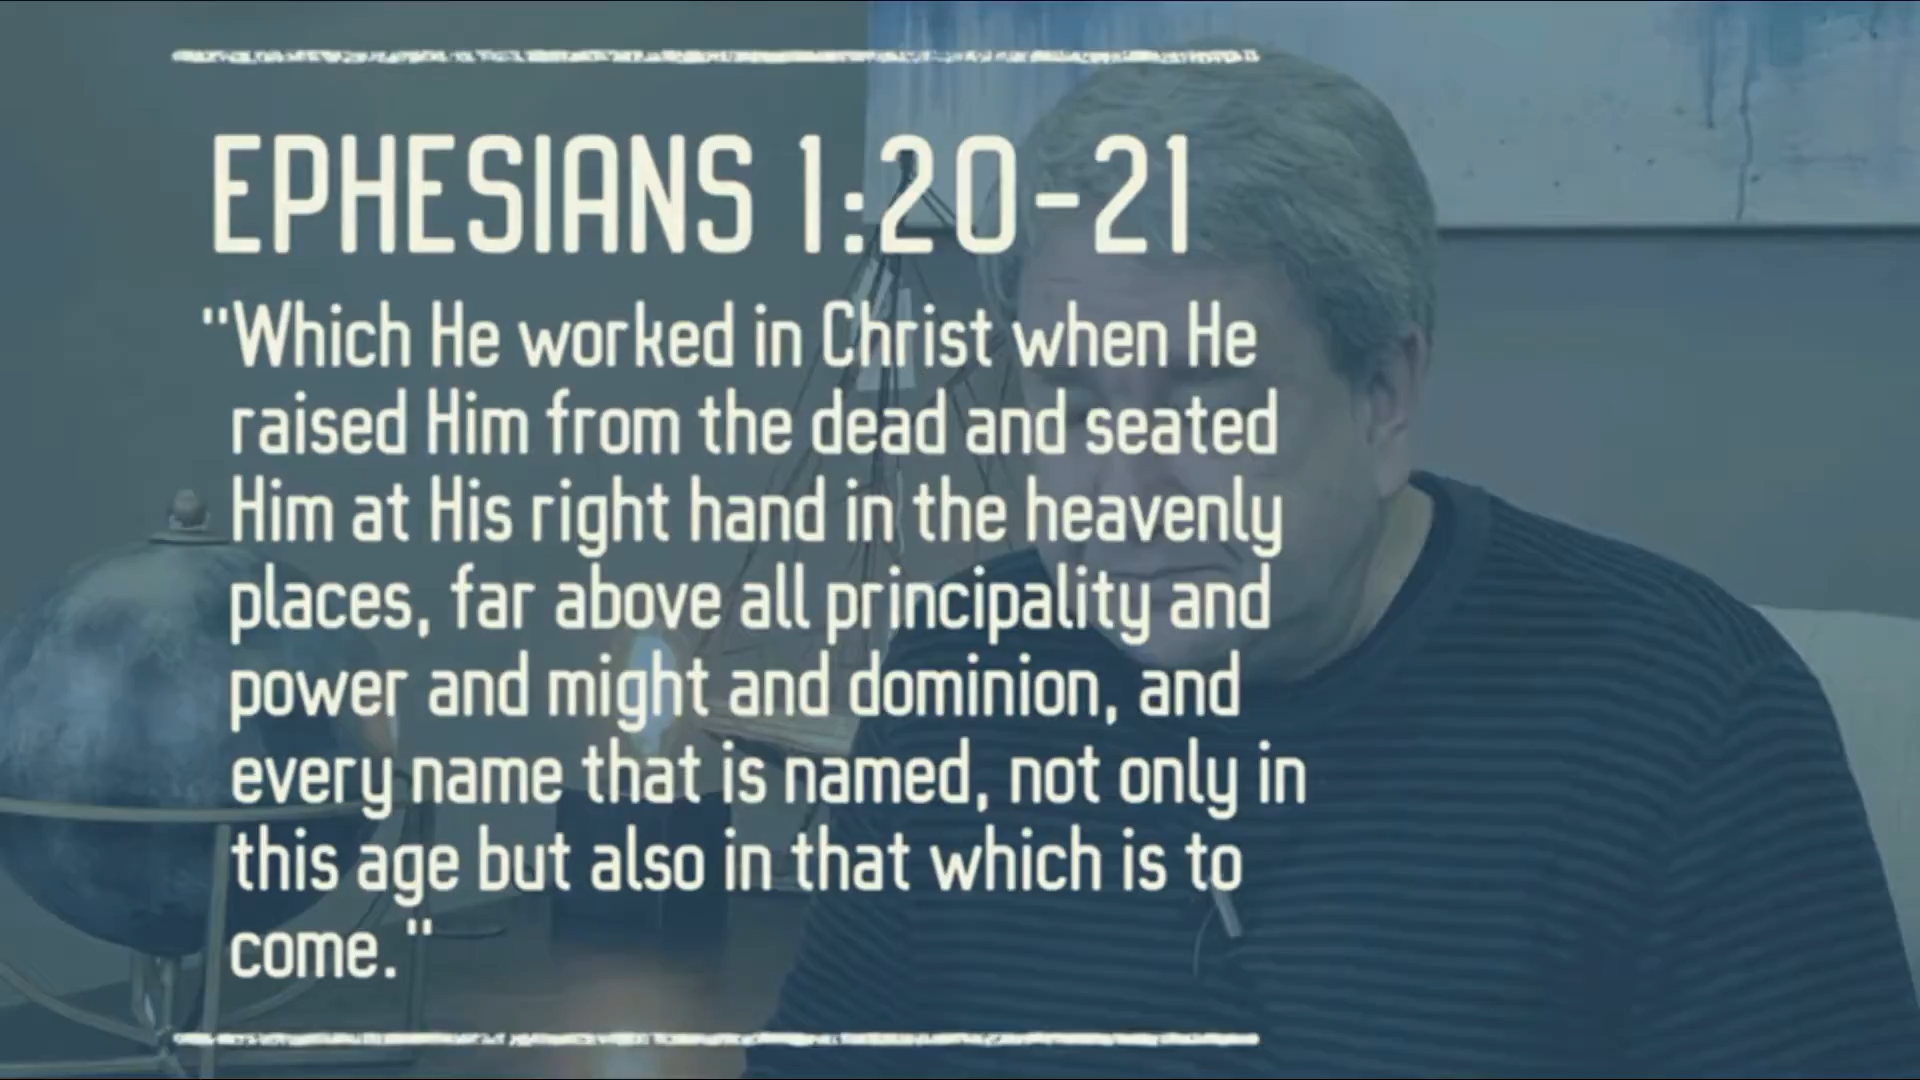 EPHESIANS 1:20-21
"Which He worked in Christ when He
raised Him from the dead and seated
Him at His right hand in the heavenly
places, far above all principality and
power and might and dominion, and
every name that is named, not only in
this age but also in that which is to
come."